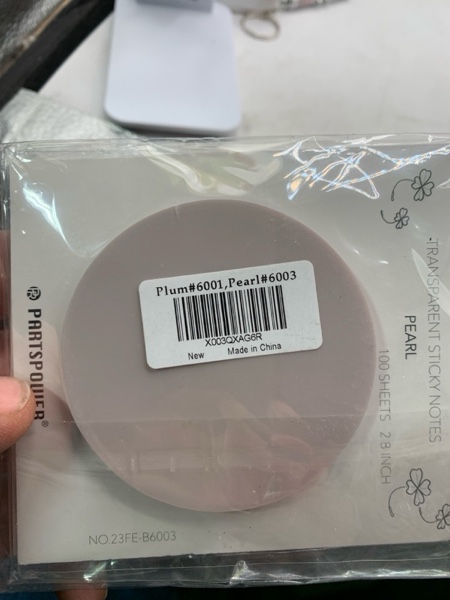 Plum#6001,Pearl#6003
X003QXAG6R
New Made in China
PARTSPOWER®
TRANSPARENT STICKY NOTES
PEARL
100 SHEETS 2.8 INCH
NO.23FE-B6003